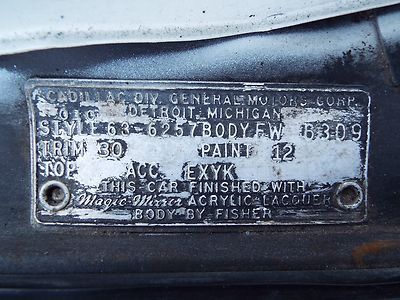 CADILLAC DIV. GENERAL MOTORS CORP.
DETROIT, MICHIGAN
STYLE 63-6257 BODY FW 6309
TRIM 30 PAINT 12
TOP ACC. EXYK
THIS CAR FINISHED WITH
Magic-Mirror ACRYLIC LACQUER
BODY BY FISHER